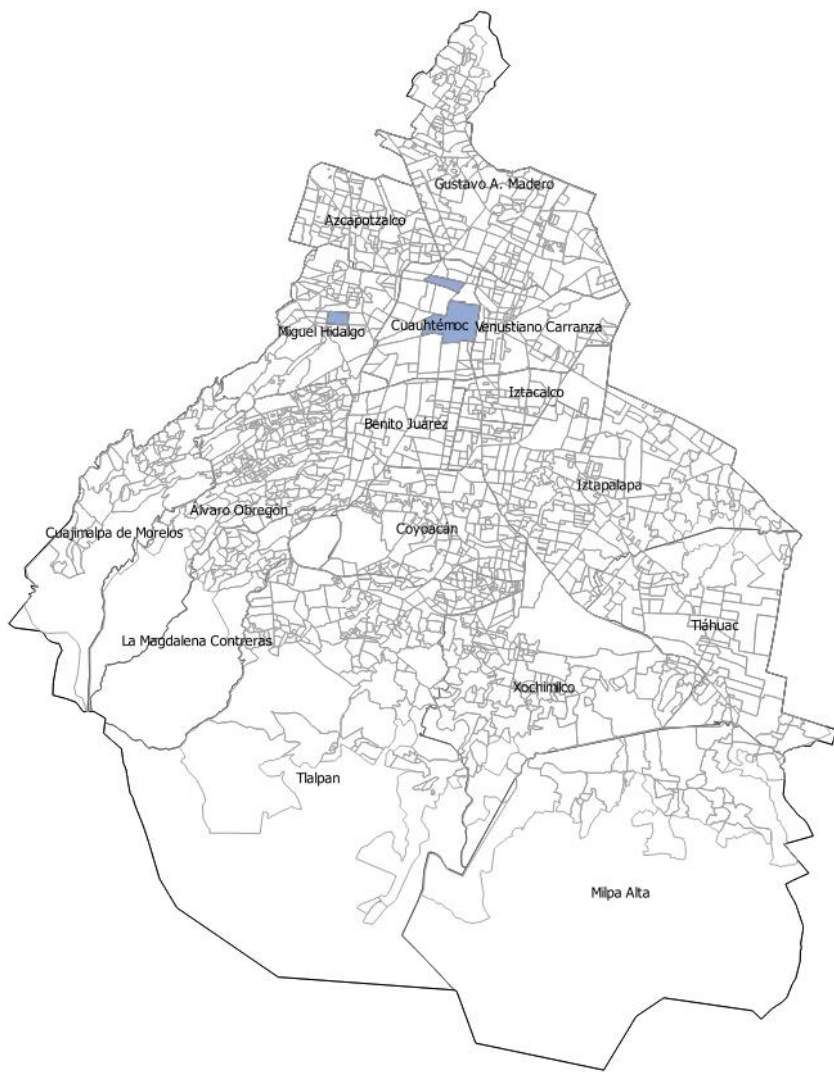 Gustavo A. Madero
Azcapotzalco
Miguel Hidalgo
Cuauhtémoc
Venustiano Carranza
Iztacalco
Benito Juárez
Iztapalapa
Álvaro Obregón
Coyoacán
Cuajimalpa de Morelos
Tláhuac
La Magdalena Contreras
Xochimilco
Tlalpan
Milpa Alta